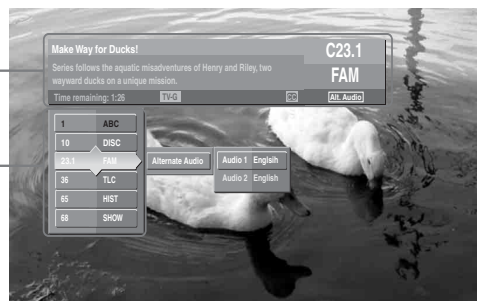 Make Way for Ducks!
C23.1
Series follows the aquatic misadventures of Henry and Riley, two
wayward ducks on a unique mission.
FAM
Time remaining: 1:26
TV-G
CC
Alt. Audio
1 ABC
10 DISC
23.1 FAM
Alternate Audio
Audio 1 Englsih
Audio 2 English
36 TLC
65 HIST
68 SHOW